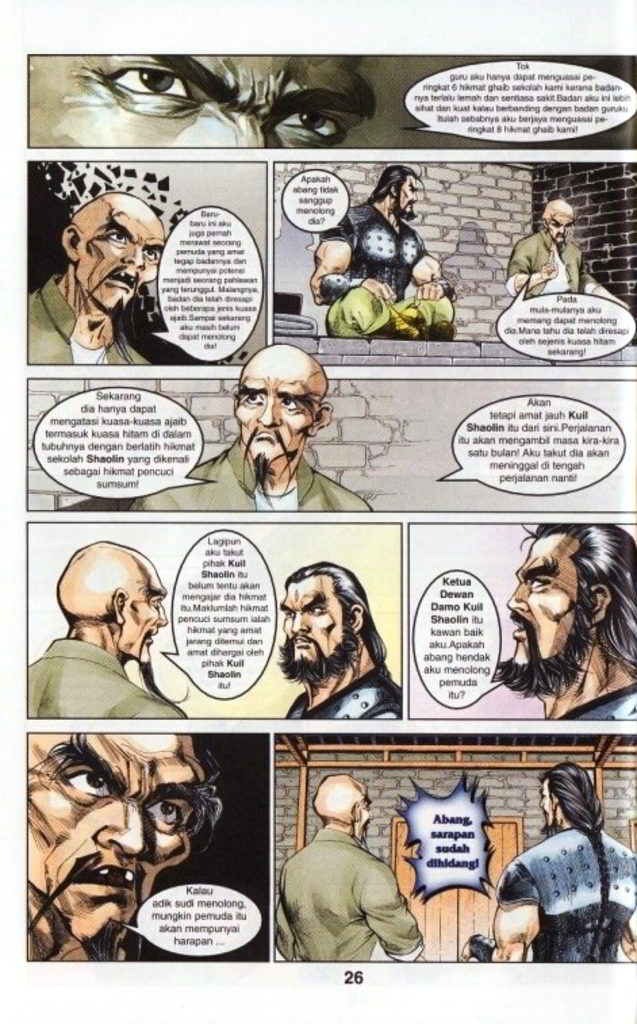 Tok
guru aku hanya dapat menguasai pe-
ringkat 6 hikmat ghaib sekolah kami kerana badan-
nya terlalu lemah dan sentiasa sakit.Badan aku ini lebih
sihat dan kuat kalau berbanding dengan badan guruku
Itulah sebabnya aku berjaya menguasai pe-
ringkat 8 hikmat ghaib kami!
Baru-
baru ini aku
juga pernah
merawat seorang
pemuda yang amat
tegap badannya dan
mempunyai potensi
menjadi seorang pahlawan
yang terunggul.Malangnya,
badan dia telah diresapi
oleh beberapa jenis kuasa
ajaib.Sampai sekarang
aku masih belum
dapat menolong
dia!
Apakah
abang tidak
sanggup
menolong
dia?
Pada
mula-mulanya aku
memang dapat menolong
dia.Mana tahu dia telah diresapi
oleh sejenis kuasa hitam
sekarang!
Sekarang
dia hanya dapat
mengatasi kuasa-kuasa ajaib
termasuk kuasa hitam di dalam
tubuhnya dengan berlatih hikmat
sekolah Shaolin yang dikenali
sebagai hikmat pencuci
sumsum!
Akan
tetapi amat jauh Kuil
Shaolin itu dari sini.Perjalanan
itu akan mengambil masa kira-kira
satu bulan! Aku takut dia akan
meninggal di tengah
perjalanan nanti!
Lagipun
aku takut
pihak Kuil
Shaolin itu
belum tentu akan
mengajar dia hikmat
itu.Maklumlah hikmat
pencuci sumsum itu
hikmat yang amat
jarang ditemui dan
amat dihargai oleh
pihak Kuil
Shaolin
itu!
Ketua
Dewan
Damo Kuil
Shaolin itu
kawan baik
aku.Apakah
abang hendak
aku menolong
pemuda
itu?
Kalau
adik sudi menolong,
mungkin pemuda itu
akan mempunyai
harapan ...
Abang,
sarapan
sudah
dihidang!
26